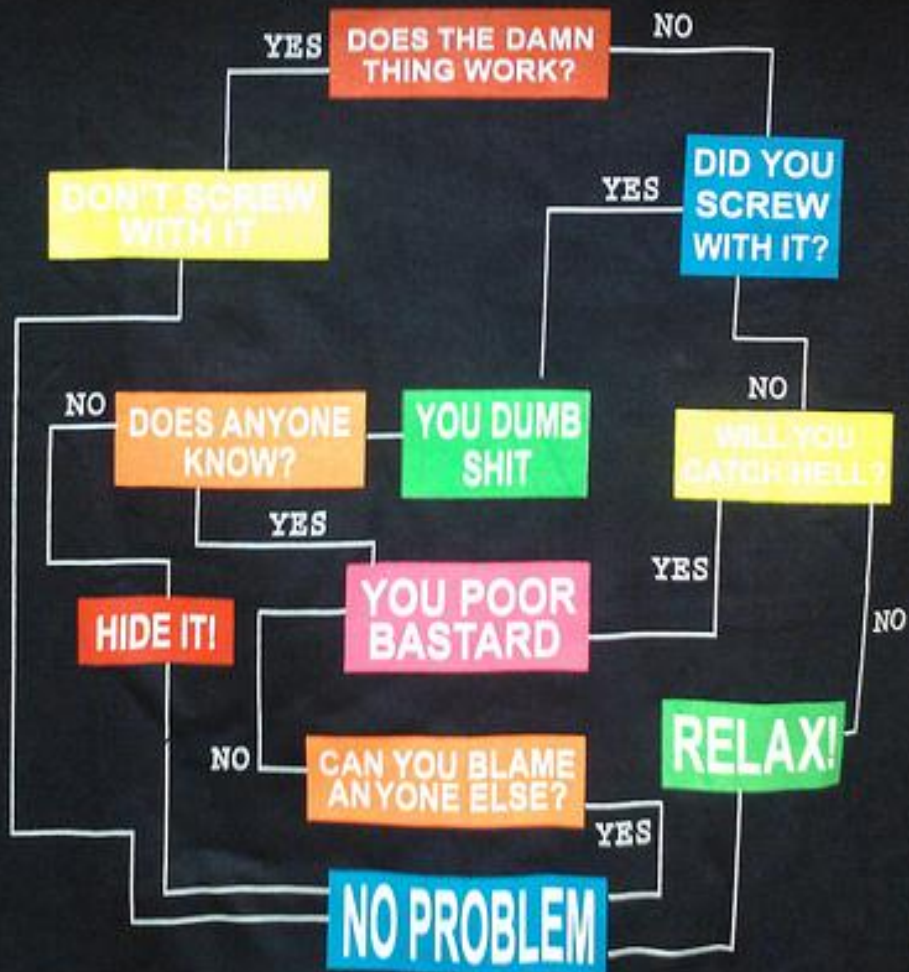 YES
DOES THE DAMN
THING WORK?
NO
DON'T SCREW
WITH IT
YES
DID YOU
SCREW
WITH IT?
NO
NO
DOES ANYONE
KNOW?
YOU DUMB
SHIT
WILL YOU
CATCH HELL?
YES
YES
HIDE IT!
YOU POOR
BASTARD
NO
NO
CAN YOU BLAME
ANYONE ELSE?
RELAX!
YES
NO PROBLEM